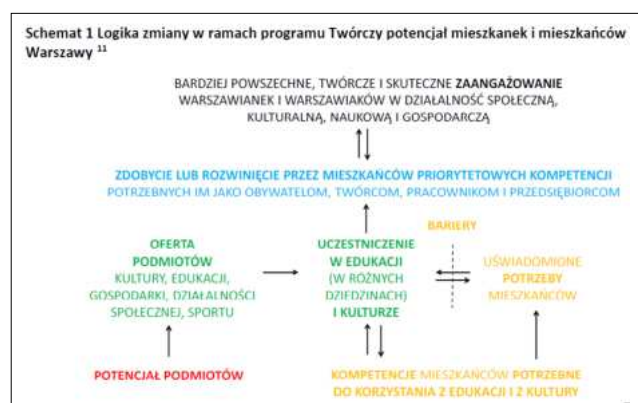 Schemat 1 Logika zmiany w ramach programu Twórczy potencjał mieszkanek i mieszkańców
Warszawy 11
BARDZIEJ POWSZECHNE, TWÓRCZE I SKUTECZNE ZAANGAŻOWANIE
WARSZAWIANEK I WARSZAWIAKÓW W DZIAŁALNOŚĆ SPOŁECZNĄ,
KULTURALNĄ, NAUKOWĄ I GOSPODARCZĄ
ZDOBYCIE LUB ROZWINIĘCIE PRZEZ MIESZKAŃCÓW PRIORYTETOWYCH KOMPETENCJI
POTRZEBNYCH IM JAKO OBYWATELOM, TWÓRCOM, PRACOWNIKOM I PRZEDSIĘBIORCOM
OFERTA
PODMIOTÓW
KULTURY, EDUKACJI,
GOSPODARKI, DZIAŁALNOŚCI
SPOŁECZNEJ, SPORTU
UCZESTNICZENIE
W EDUKACJI
(W RÓŻNYCH
DZIEDZINACH)
I KULTURZE
BARIERY
UŚWIADOMIONE
POTRZEBY
MIESZKAŃCÓW
POTENCJAŁ PODMIOTÓW
KOMPETENCJE MIESZKAŃCÓW POTRZEBNE
DO KORZYSTANIA Z EDUKACJI I Z KULTURY